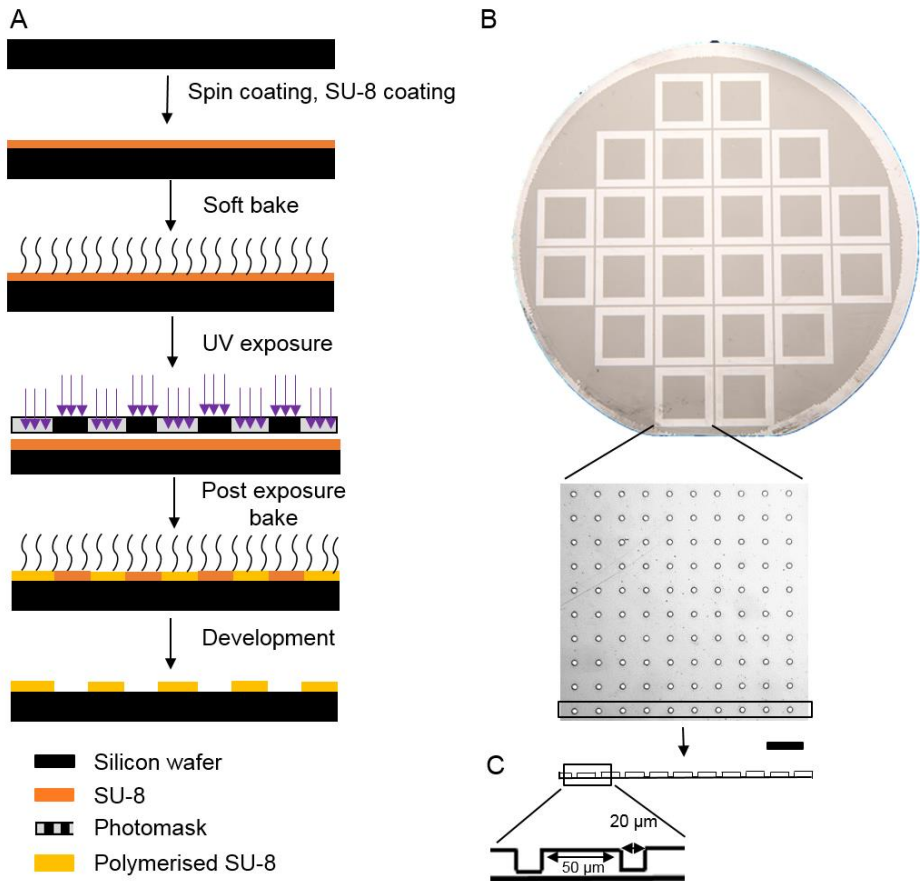 A
Spin coating, SU-8 coating
Soft bake
UV exposure
Post exposure
bake
Development
Silicon wafer
SU-8
Photomask
Polymerised SU-8
B
C
20 µm
50 µm